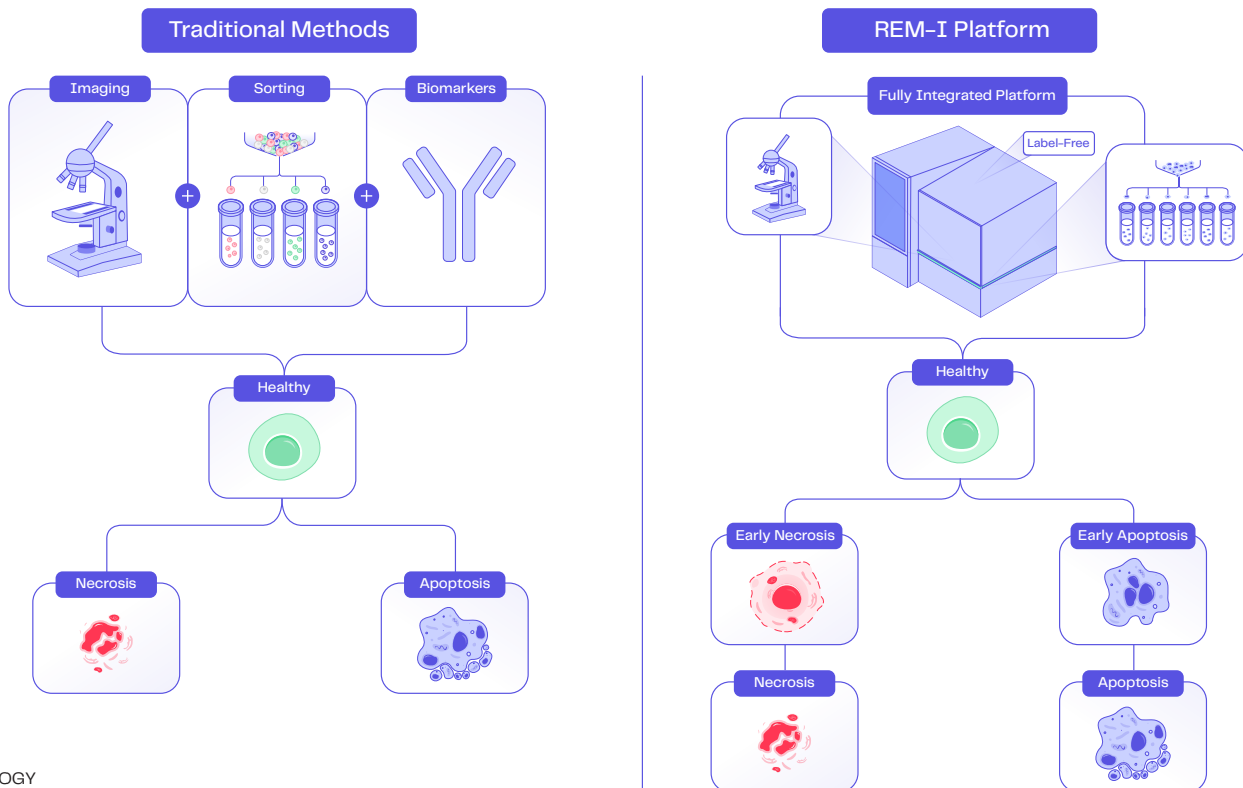 Traditional Methods
Imaging
Sorting
Biomarkers
+
+
Healthy
Necrosis
Apoptosis
REM-I Platform
Fully Integrated Platform
Label-Free
Healthy
Early Necrosis
Early Apoptosis
Necrosis
Apoptosis
OGY